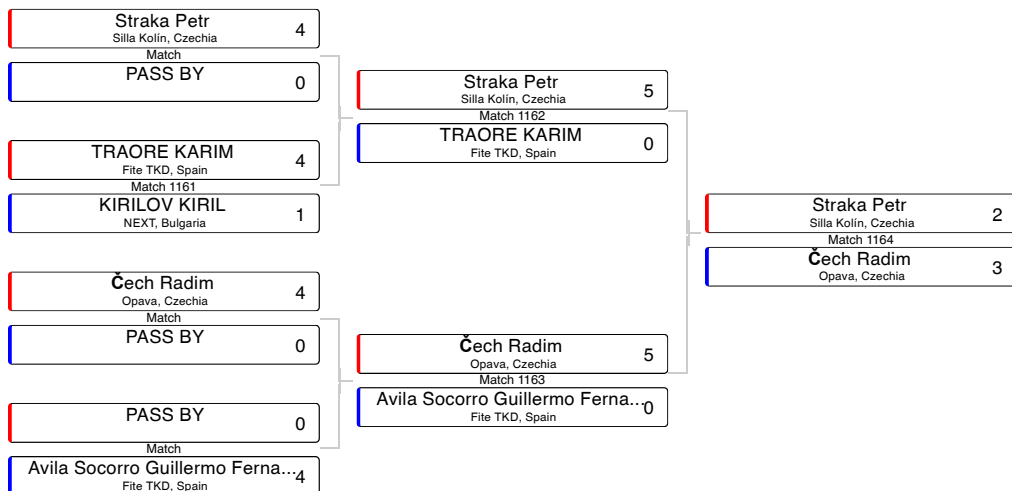 Straka Petr
Silla Kolín, Czechia
4
Match
PASS BY
0
TRAORE KARIM
Fite TKD, Spain
4
Match 1161
KIRILOV KIRIL
NEXT, Bulgaria
1
Čech Radim
Opava, Czechia
4
Match
PASS BY
0
PASS BY
0
Match
Avila Socorro Guillermo Ferna...
4
Fite TKD, Spain
Straka Petr
Silla Kolín, Czechia
5
Match 1162
TRAORE KARIM
Fite TKD, Spain
0
Čech Radim
Opava, Czechia
5
Match 1163
Avila Socorro Guillermo Ferna...
0
Fite TKD, Spain
Straka Petr
Silla Kolín, Czechia
2
Match 1164
Čech Radim
Opava, Czechia
3